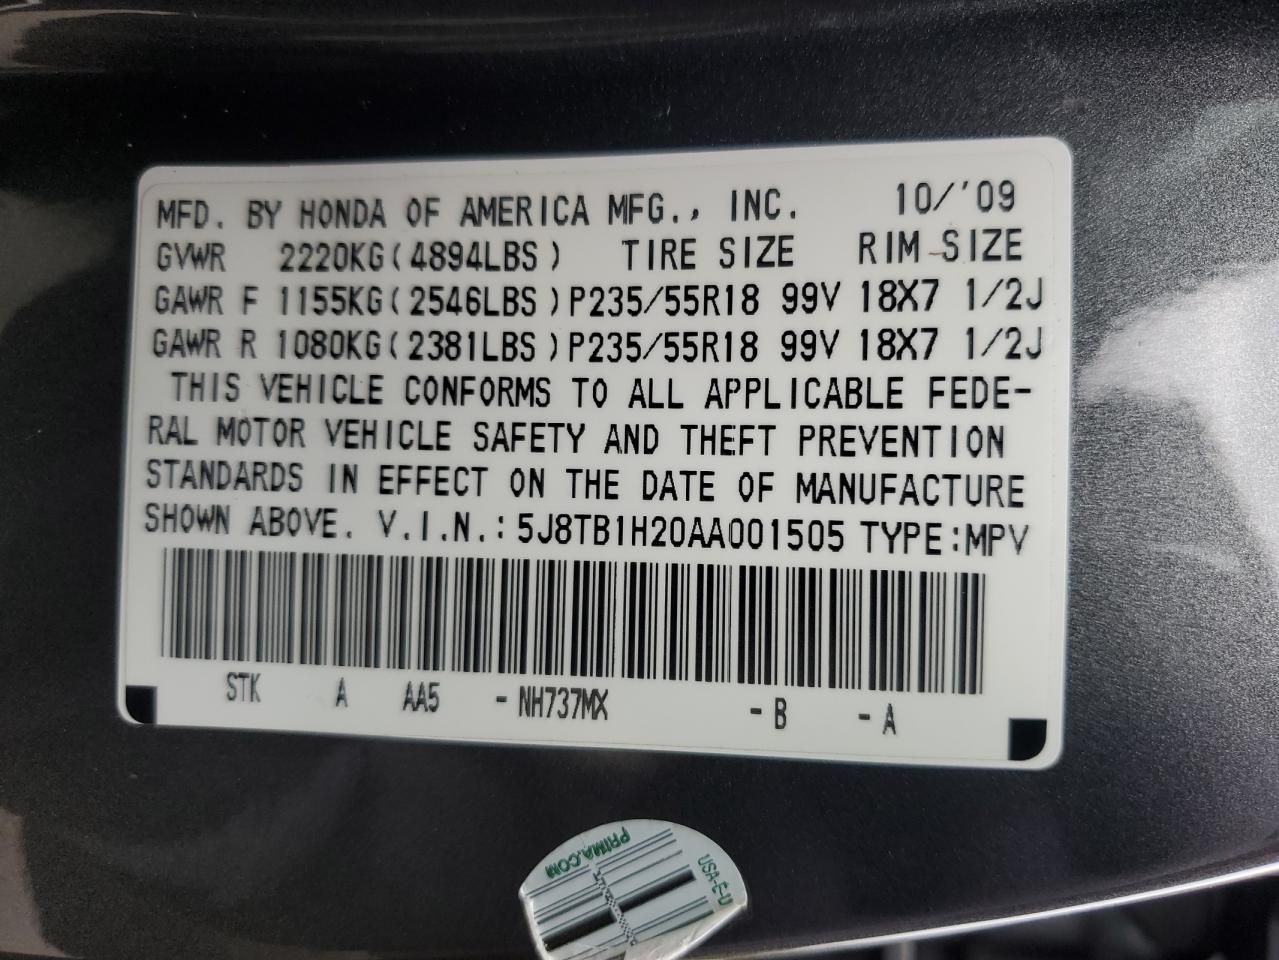 MFD. BY HONDA OF AMERICA MFG., INC. 10/'09
GVWR 2220KG(4894LBS) TIRE SIZE RIM SIZE
GAWR F 1155KG(2546LBS)P235/55R18 99V 18X7 1/2J
GAWR R 1080KG(2381LBS)P235/55R18 99V 18X7 1/2J
THIS VEHICLE CONFORMS TO ALL APPLICABLE FEDE-
RAL MOTOR VEHICLE SAFETY AND THEFT PREVENTION
STANDARDS IN EFFECT ON THE DATE OF MANUFACTURE
SHOWN ABOVE. V.I.N.: 5J8TB1H20AA001505 TYPE:MPV
STK A AA5 -NH737MX -B -A
PRIMA.COM
USA-E-U